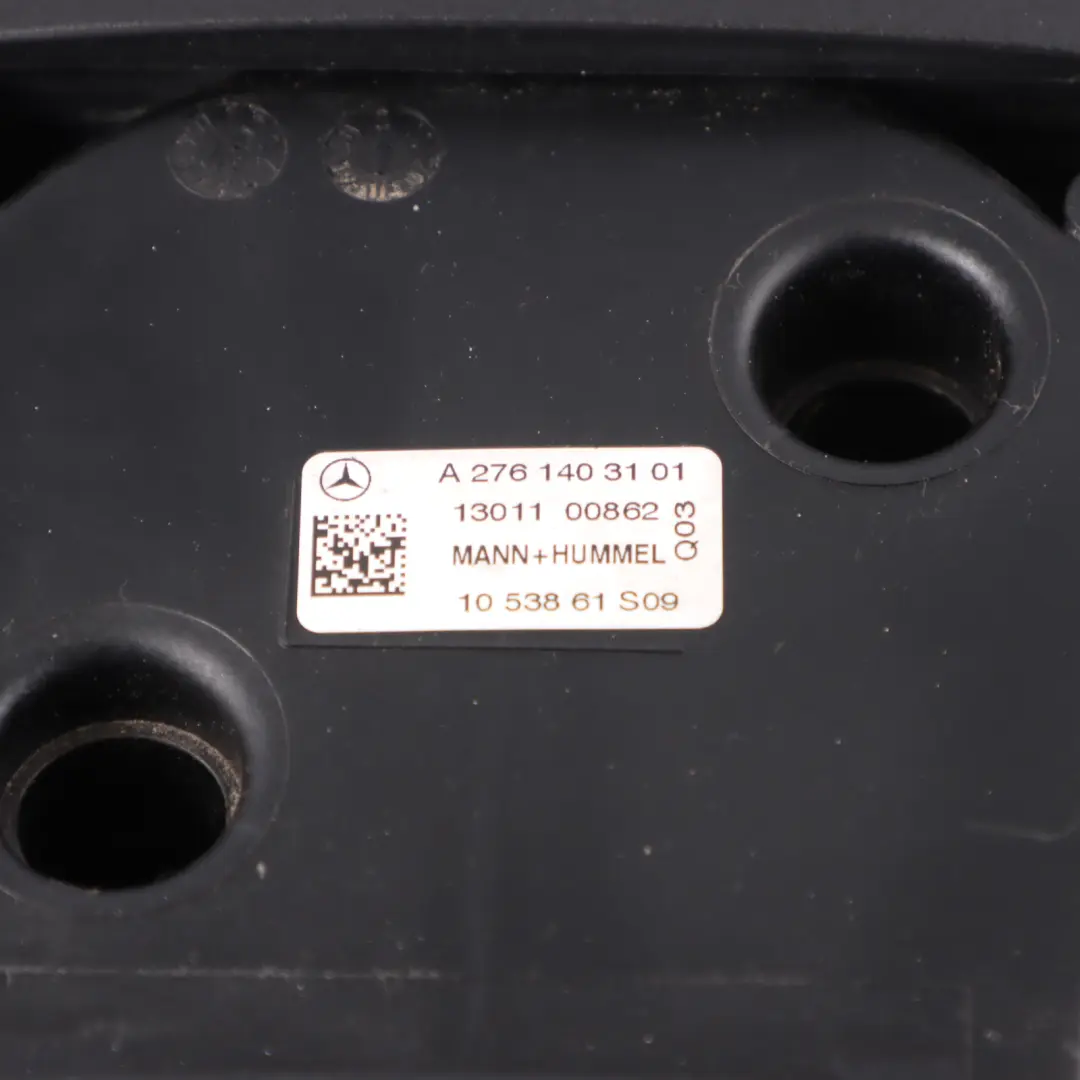 A 276 140 31 01
13011 00862
Q03
MANN+HUMMEL
10 538 61 S09